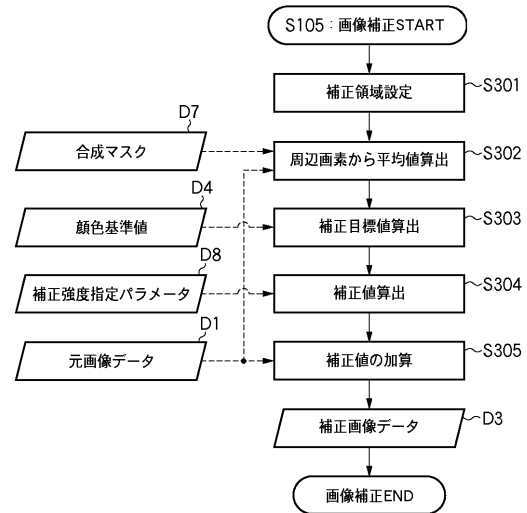 S105：画像補正START
補正領域設定
S301
D7
合成マスク
周辺画素から平均値算出
S302
D4
顔色基準値
補正目標値算出
S303
D8
補正強度指定パラメータ
補正値算出
S304
D1
元画像データ
補正値の加算
S305
補正画像データ
D3
画像補正END